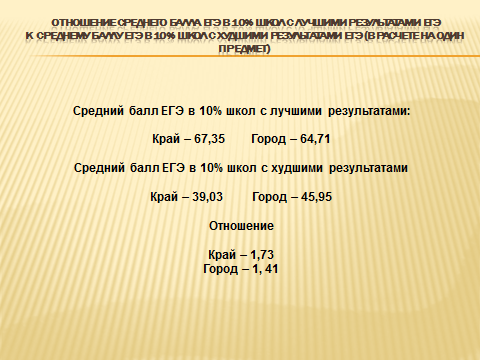 ОТНОШЕНИЕ СРЕДНЕГО БАЛЛА ЕГЭ В 10% ШКОЛ С ЛУЧШИМИ РЕЗУЛЬТАТАМИ ЕГЭ
К СРЕДНЕМУ БАЛЛУ ЕГЭ В 10% ШКОЛ С ХУДШИМИ РЕЗУЛЬТАТАМИ ЕГЭ (В РАСЧЕТЕ НА ОДИН
ПРЕДМЕТ)
Средний балл ЕГЭ в 10% школ с лучшими результатами:
Край – 67,35 Город – 64,71
Средний балл ЕГЭ в 10% школ с худшими результатами
Край – 39,03 Город – 45,95
Отношение
Край – 1,73
Город – 1, 41